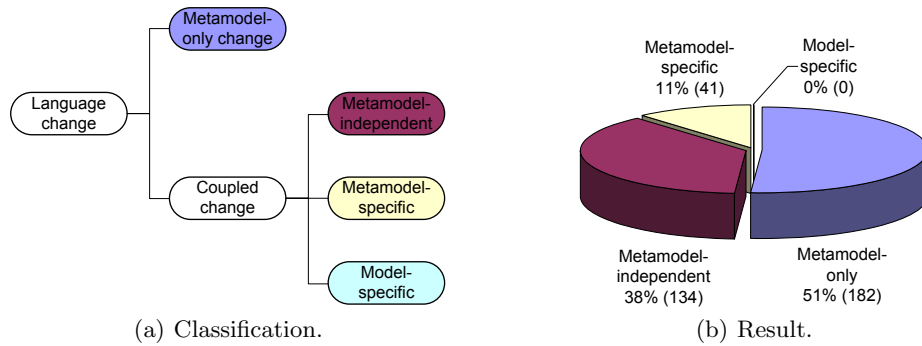 Metamodel-
only change
Language
change
Metamodel-
independent
Coupled
change
Metamodel-
specific
Model-
specific
(a) Classification.
Metamodel-
specific
11% (41)
Model-
specific
0% (0)
Metamodel-
independent
38% (134)
Metamodel-
only
51% (182)
(b) Result.